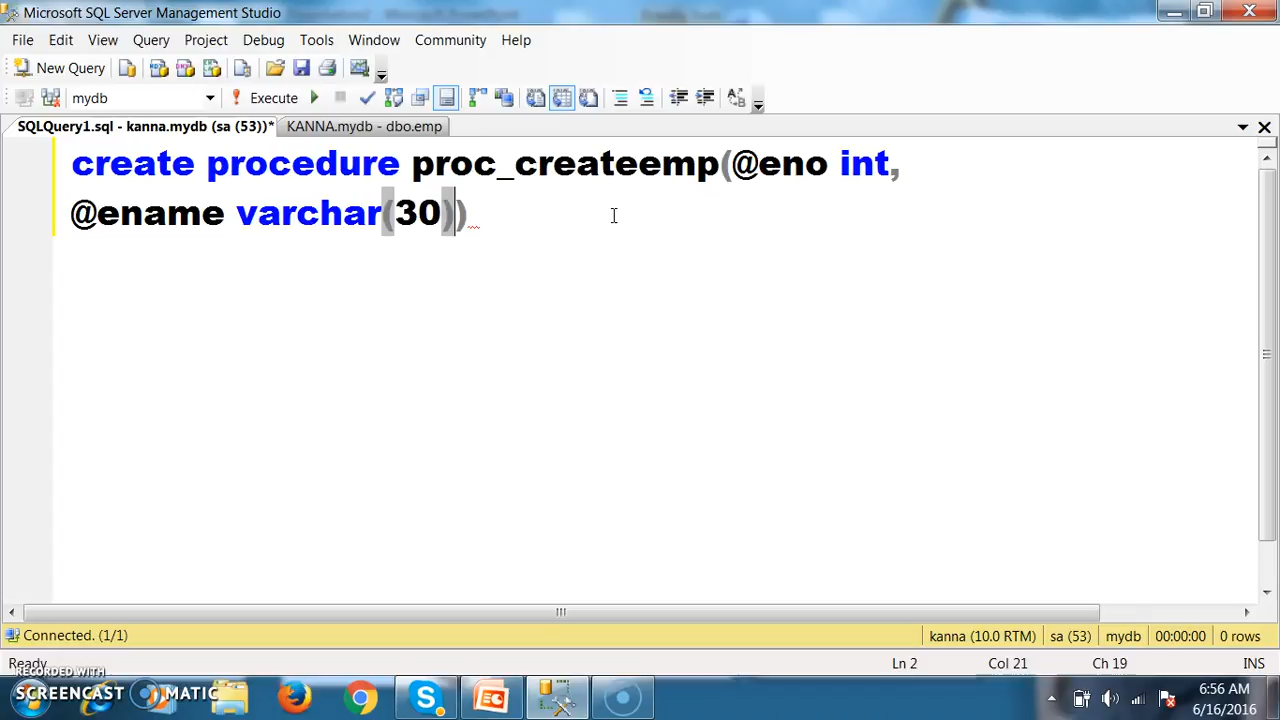 Microsoft SQL Server Management Studio
File Edit View Query Project Debug Tools Window Community Help
New Query
mydb Execute
SQLQuery1.sql - kanna.mydb (sa (53))* KANNA.mydb - dbo.emp
create procedure proc_createemp(@eno int,
@ename varchar(30))
Connected. (1/1) kanna (10.0 RTM) sa (53) mydb 00:00:00 0 rows
Ready Ln 2 Col 21 Ch 19 INS
RECORDED WITH
SCREENCAST MATIC
6:56 AM
6/16/2016